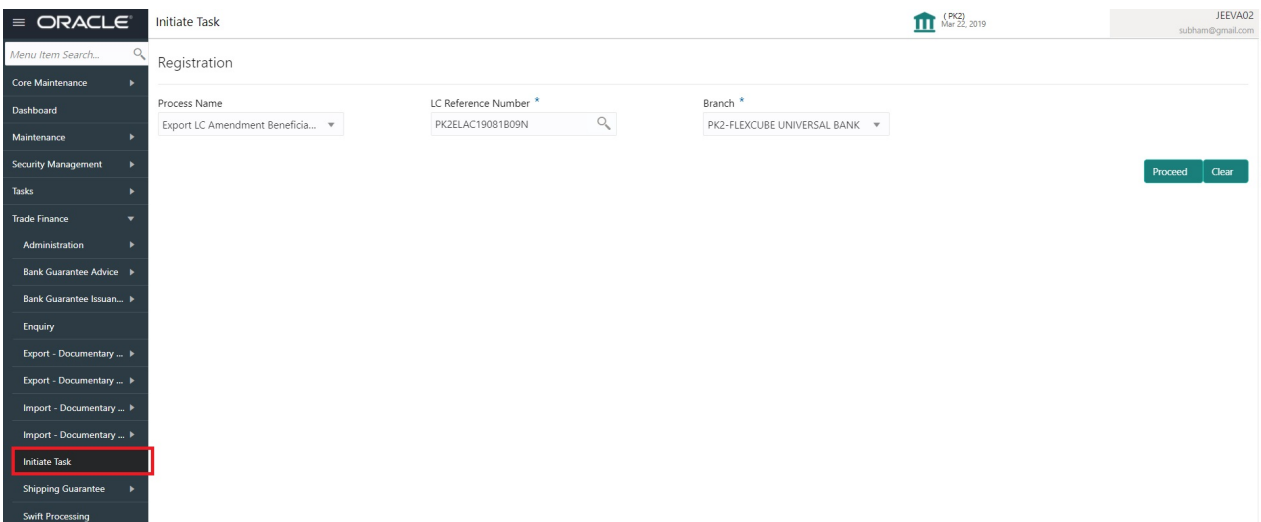 ORACLE
Initiate Task
(PK2)
Mar 22, 2019
JEEVA02
subham@gmail.com
Menu Item Search...
Core Maintenance
Dashboard
Maintenance
Security Management
Tasks
Trade Finance
Administration
Bank Guarantee Advice
Bank Guarantee Issuan...
Enquiry
Export - Documentary ...
Export - Documentary ...
Import - Documentary ...
Import - Documentary ...
Initiate Task
Shipping Guarantee
Swift Processing
Registration
Process Name
LC Reference Number *
Branch *
Export LC Amendment Beneficia...
PK2ELAC19081B09N
PK2-FLEXCUBE UNIVERSAL BANK
Proceed
Clear